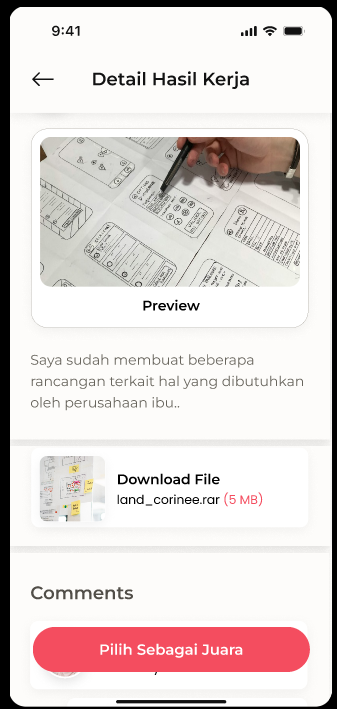 9:41
Detail Hasil Kerja
Preview
Saya sudah membuat beberapa
rancangan terkait hal yang dibutuhkan
oleh perusahaan ibu..
Download File
land_corinee.rar (5 MB)
Comments
Pilih Sebagai Juara